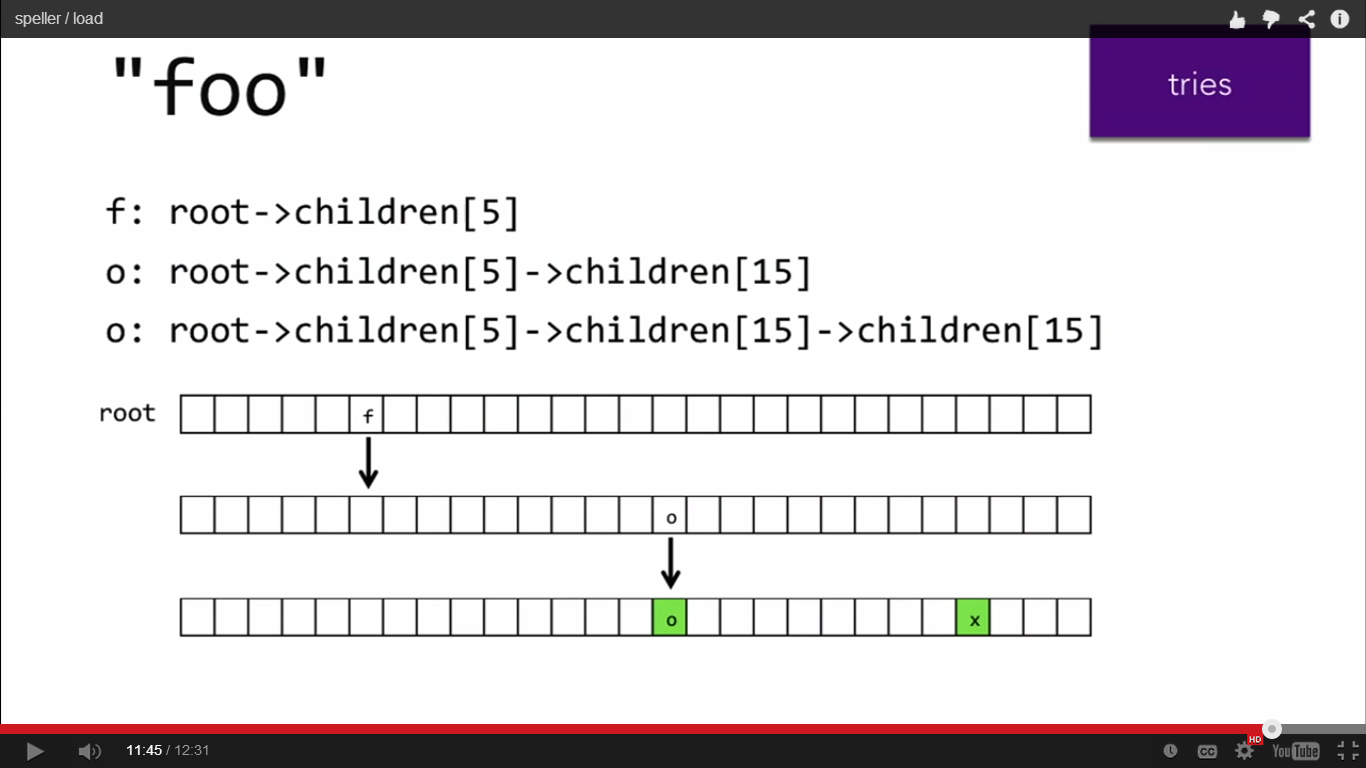 speller / load
"foo"
tries
f: root->children[5]
o: root->children[5]->children[15]
o: root->children[5]->children[15]->children[15]
root
f
o
o x
11:45 / 12:31
CC
HD
YouTube